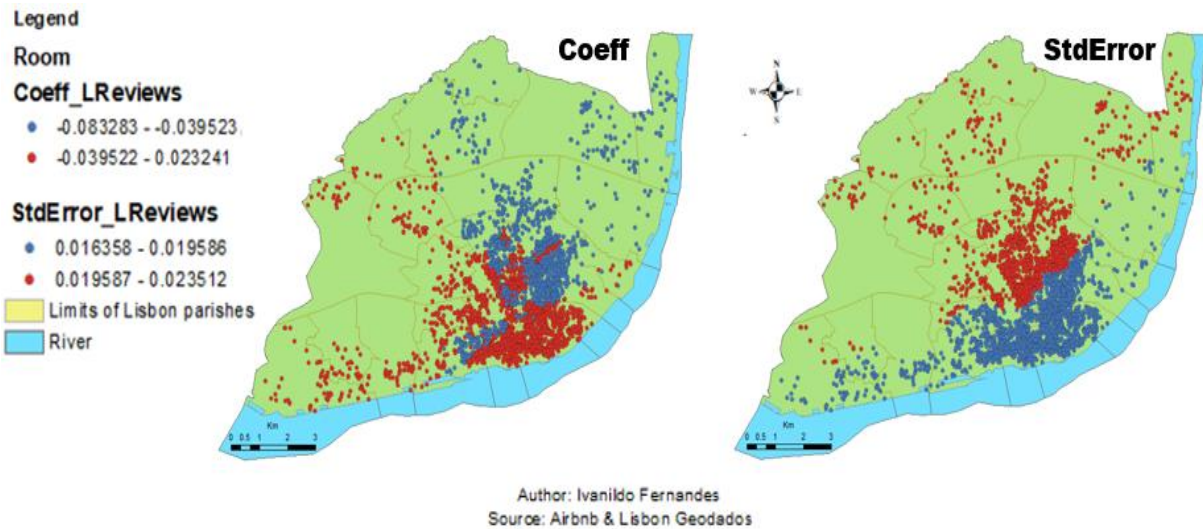 Legend
Room
Coeff_LReviews
-0.083283 - -0.039523
-0.039522 - 0.023241
StdError_LReviews
0.016358 - 0.019586
0.019587 - 0.023512
Limits of Lisbon parishes
River
Coeff
N
W E
S
Km
0 0.5 1 2 3
StdError
Km
0 0.5 1 2 3
Author: Ivanildo Fernandes
Source: Airbnb & Lisbon Geodados